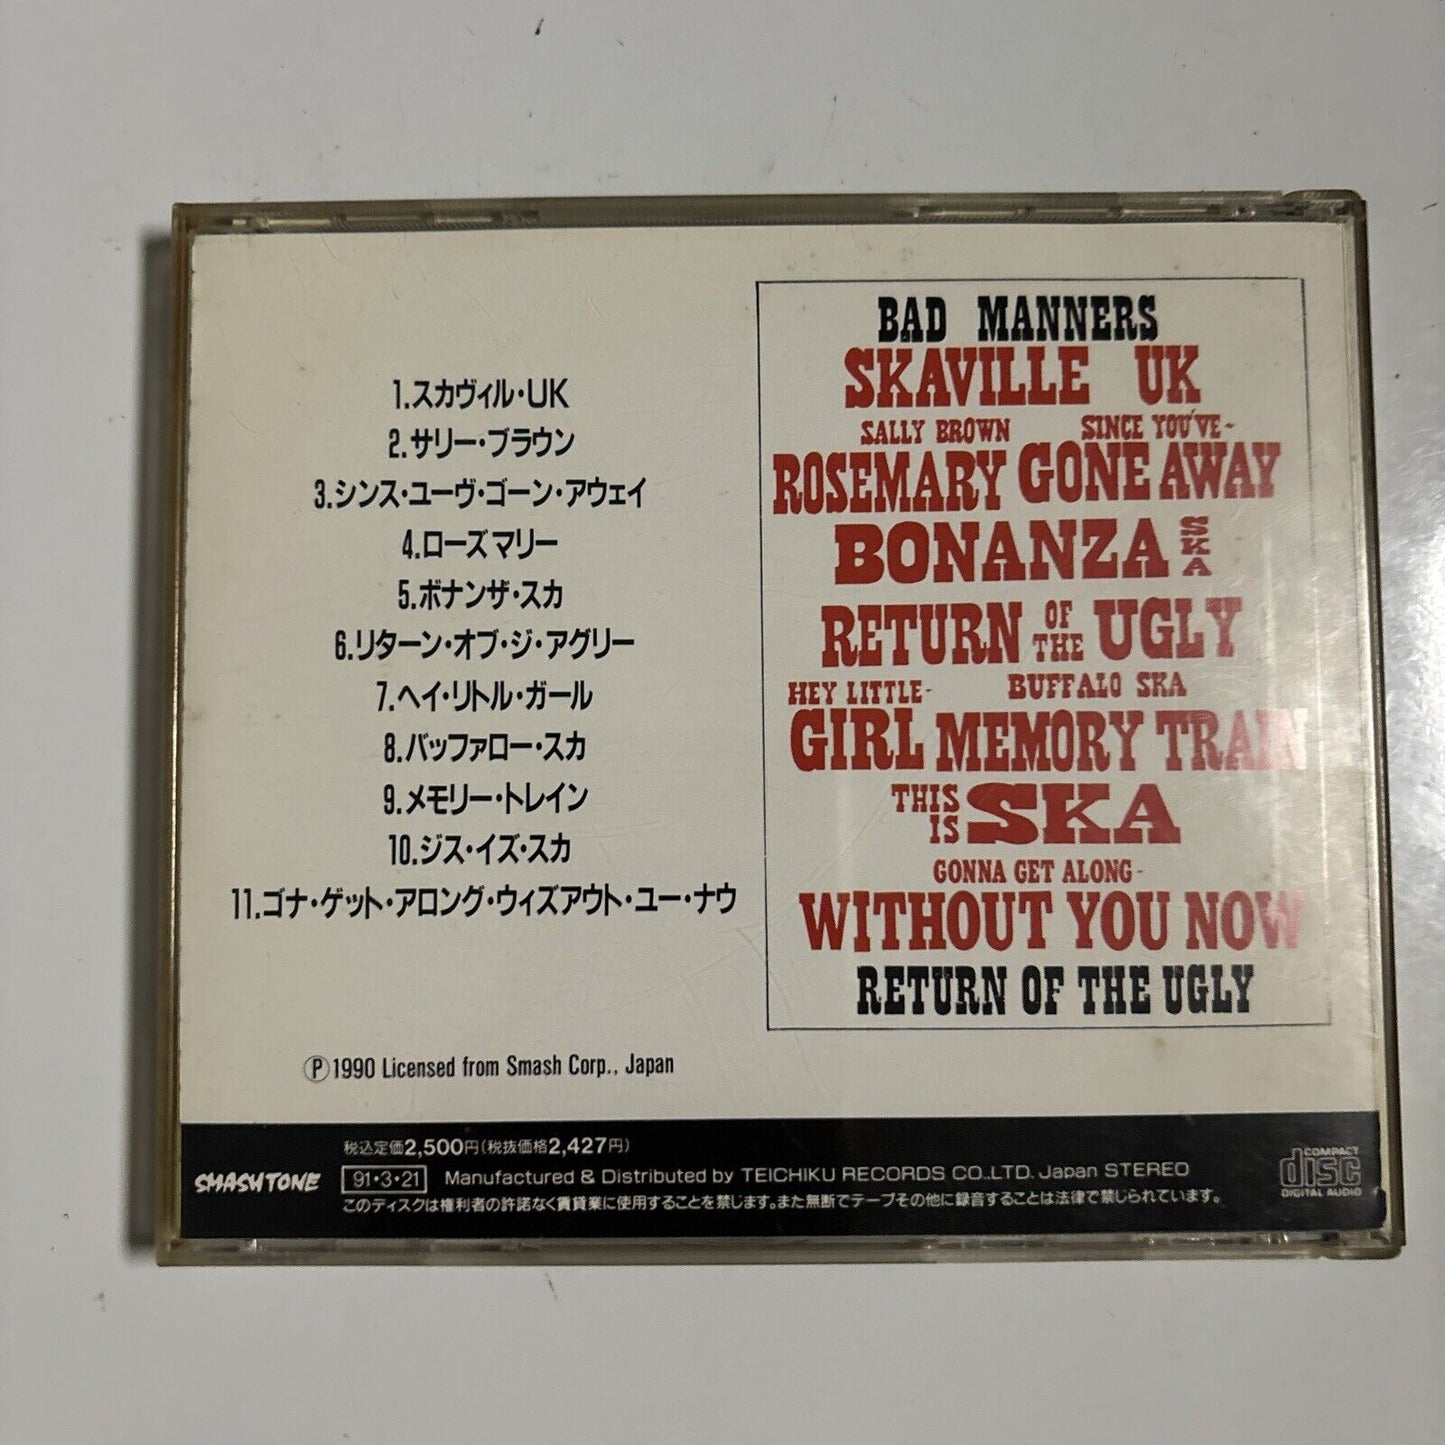 1.スカヴィル・UK
2.サリー・ブラウン
3.シンス・ユーヴ・ゴーン・アウェイ
4.ローズマリー
5.ボナンザ・スカ
6.リターン・オブ・ジ・アグリー
7.ヘイ・リトル・ガール
8.バッファロー・スカ
9.メモリー・トレイン
10.ジス・イズ・スカ
11.ゴナ・ゲット・アロング・ウィズアウト・ユー・ナウ
Ⓟ1990 Licensed from Smash Corp., Japan
BAD MANNERS
SKAVILLE UK
SALLY BROWN SINCE YOU'VE-
ROSEMARY GONE AWAY
BONANZA SKA
RETURN OF THE UGLY
HEY LITTLE- BUFFALO SKA
GIRL MEMORY TRAIN
THIS IS SKA
GONNA GET ALONG-
WITHOUT YOU NOW
RETURN OF THE UGLY
SMASHTONE
税込定価2,500円(税抜価格2,427円)
91・3・21 Manufactured & Distributed by TEICHIKU RECORDS CO.,LTD. Japan STEREO
このディスクは権利者の許諾なく賃貸業に使用することを禁じます。また無断でテープその他に録音することは法律で禁じられています。
COMPACT
disc
DIGITAL AUDIO